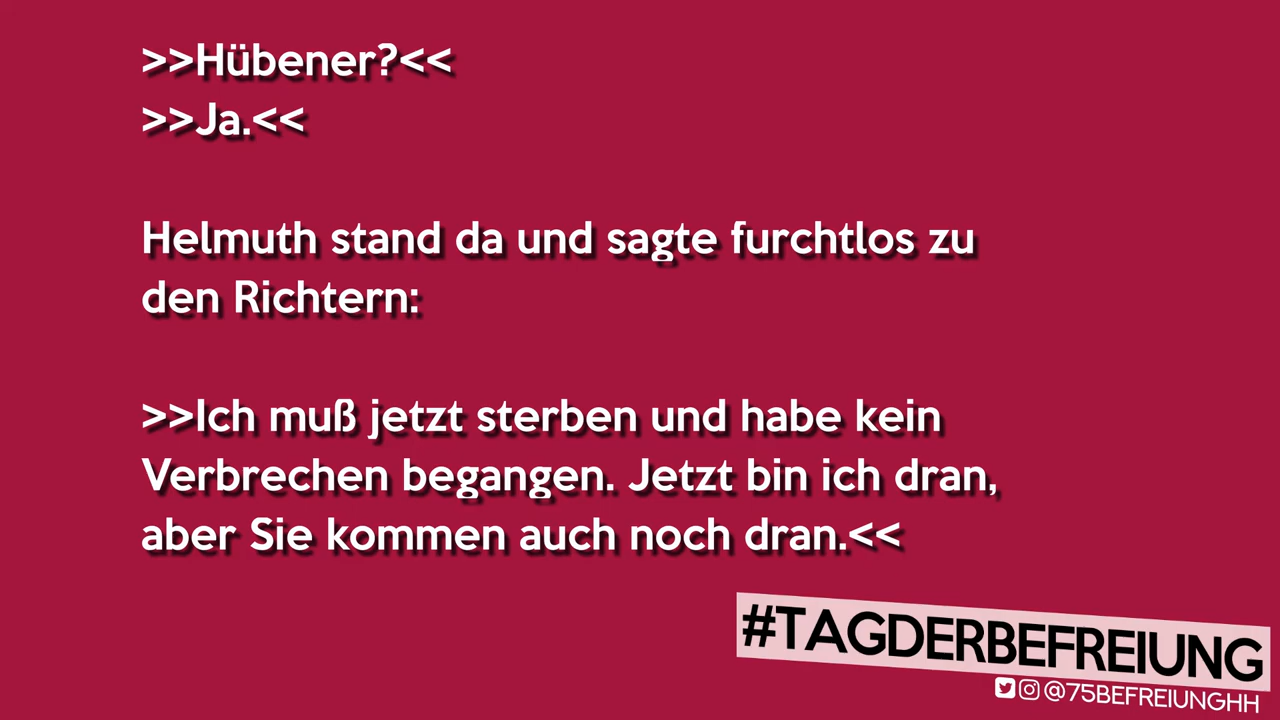 >>Hübener?<<
>>Ja.<<
Helmuth stand da und sagte furchtlos zu
den Richtern:
>>Ich muß jetzt sterben und habe kein
Verbrechen begangen. Jetzt bin ich dran,
aber Sie kommen auch noch dran.<<
#TAGDERBEFREIUNG
@75BEFREIUNGHH